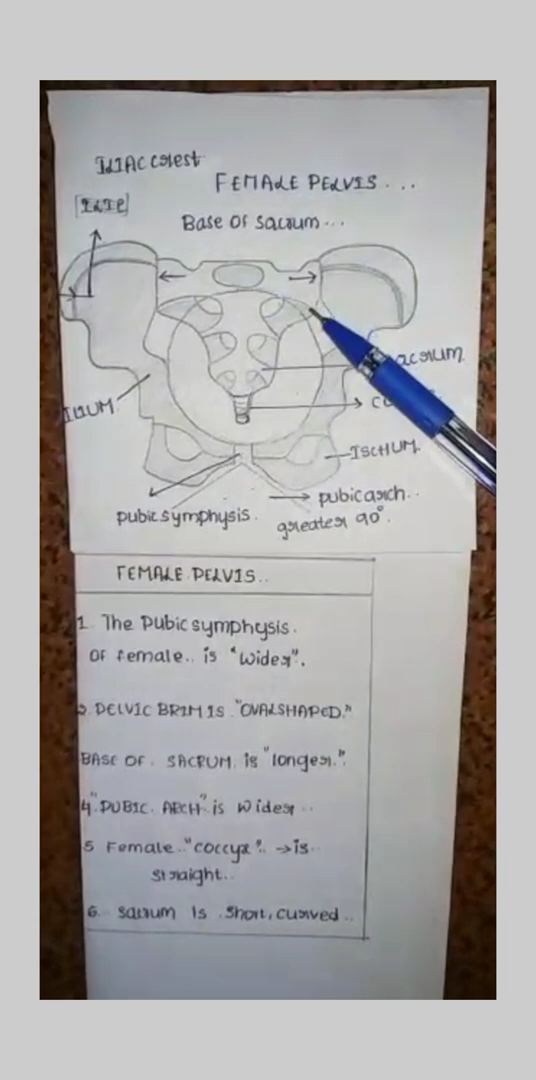 ILIAC crest
FEMALE PELVIS...
Base of sacrum...
ILIUM
acrum
ISCHUM
pubic symphysis.
pubic arch..
greater 90°.
FEMALE PELVIS..
1. The Pubic symphysis.
of female.. is "wider".
PELVIC BRIM IS "OVALSHAPED."
BASE OF. SACRUM is "longer."
4 "PUBIC. ARCH" is wider..
5 Female.. "coccyx".. → is..
straight..
6. sacrum is short, curved..